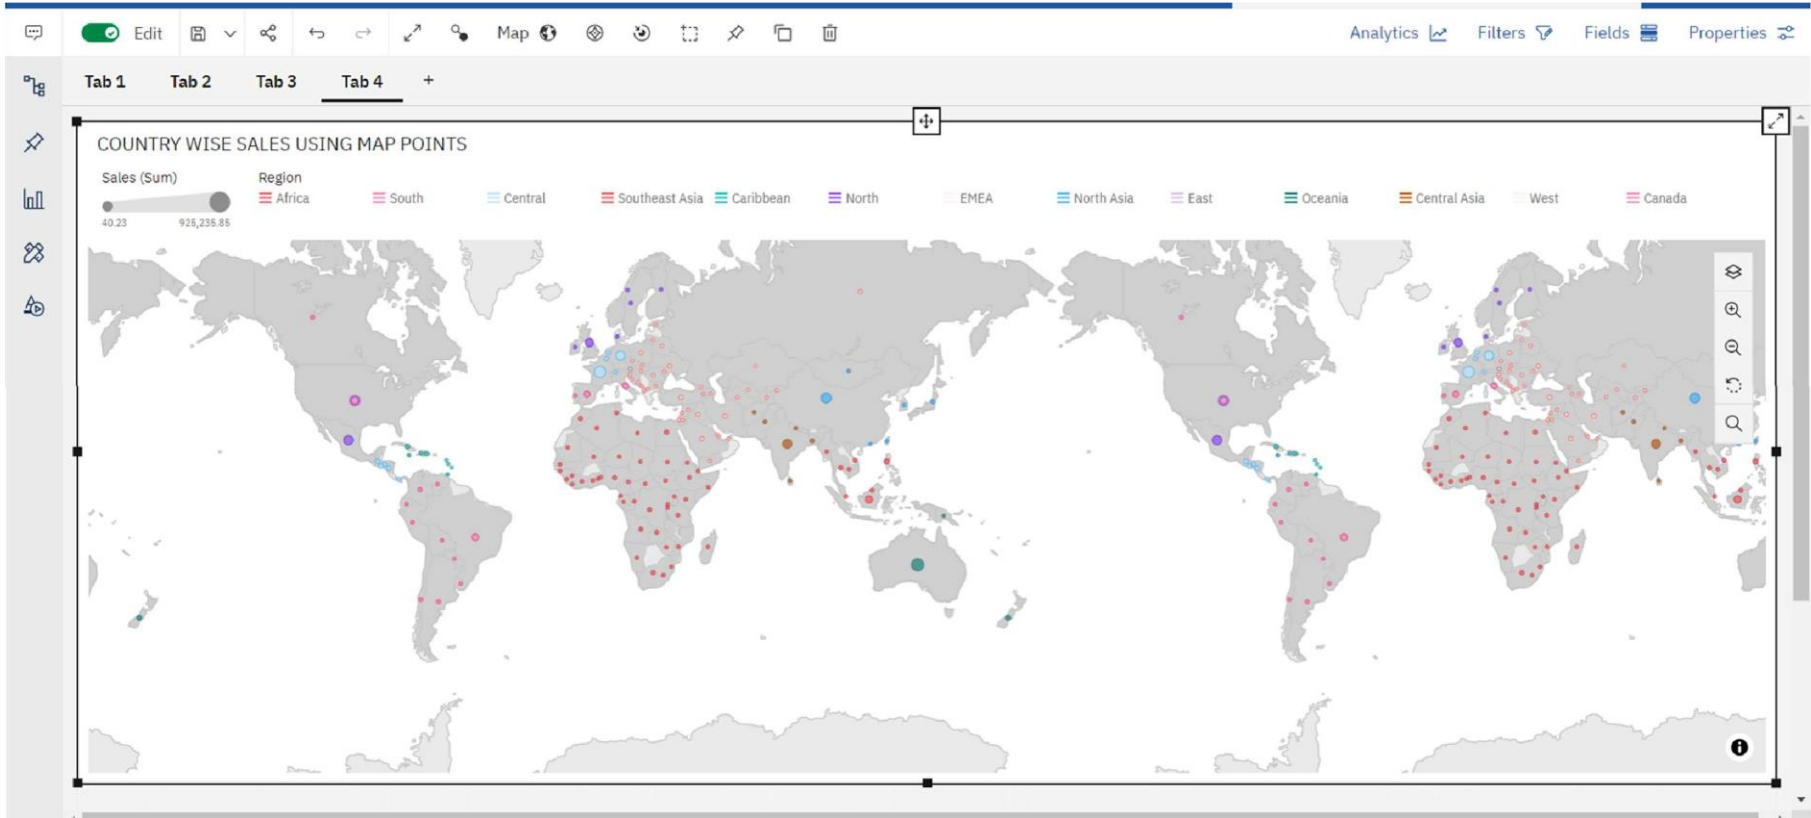 Edit Map Analytics Filters Fields Properties
Tab 1 Tab 2 Tab 3 Tab 4 +
COUNTRY WISE SALES USING MAP POINTS
Sales (Sum) Region
Africa South Central Southeast Asia Caribbean North EMEA North Asia East Oceania Central Asia West Canada
40.23 925,235.85